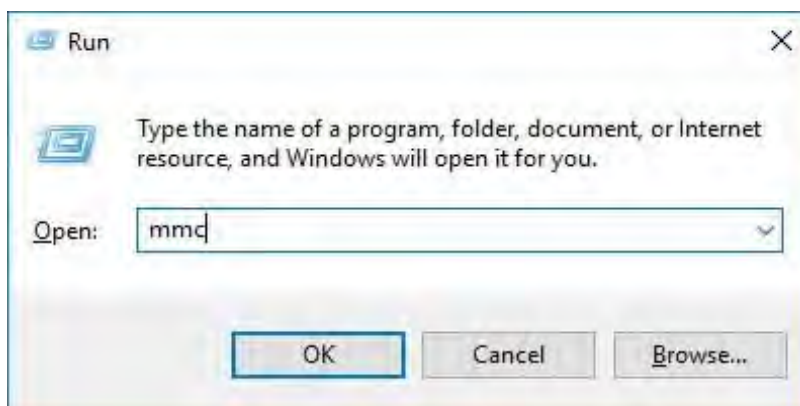 Run
Type the name of a program, folder, document, or Internet
resource, and Windows will open it for you.
Open: mmc
OK Cancel Browse...